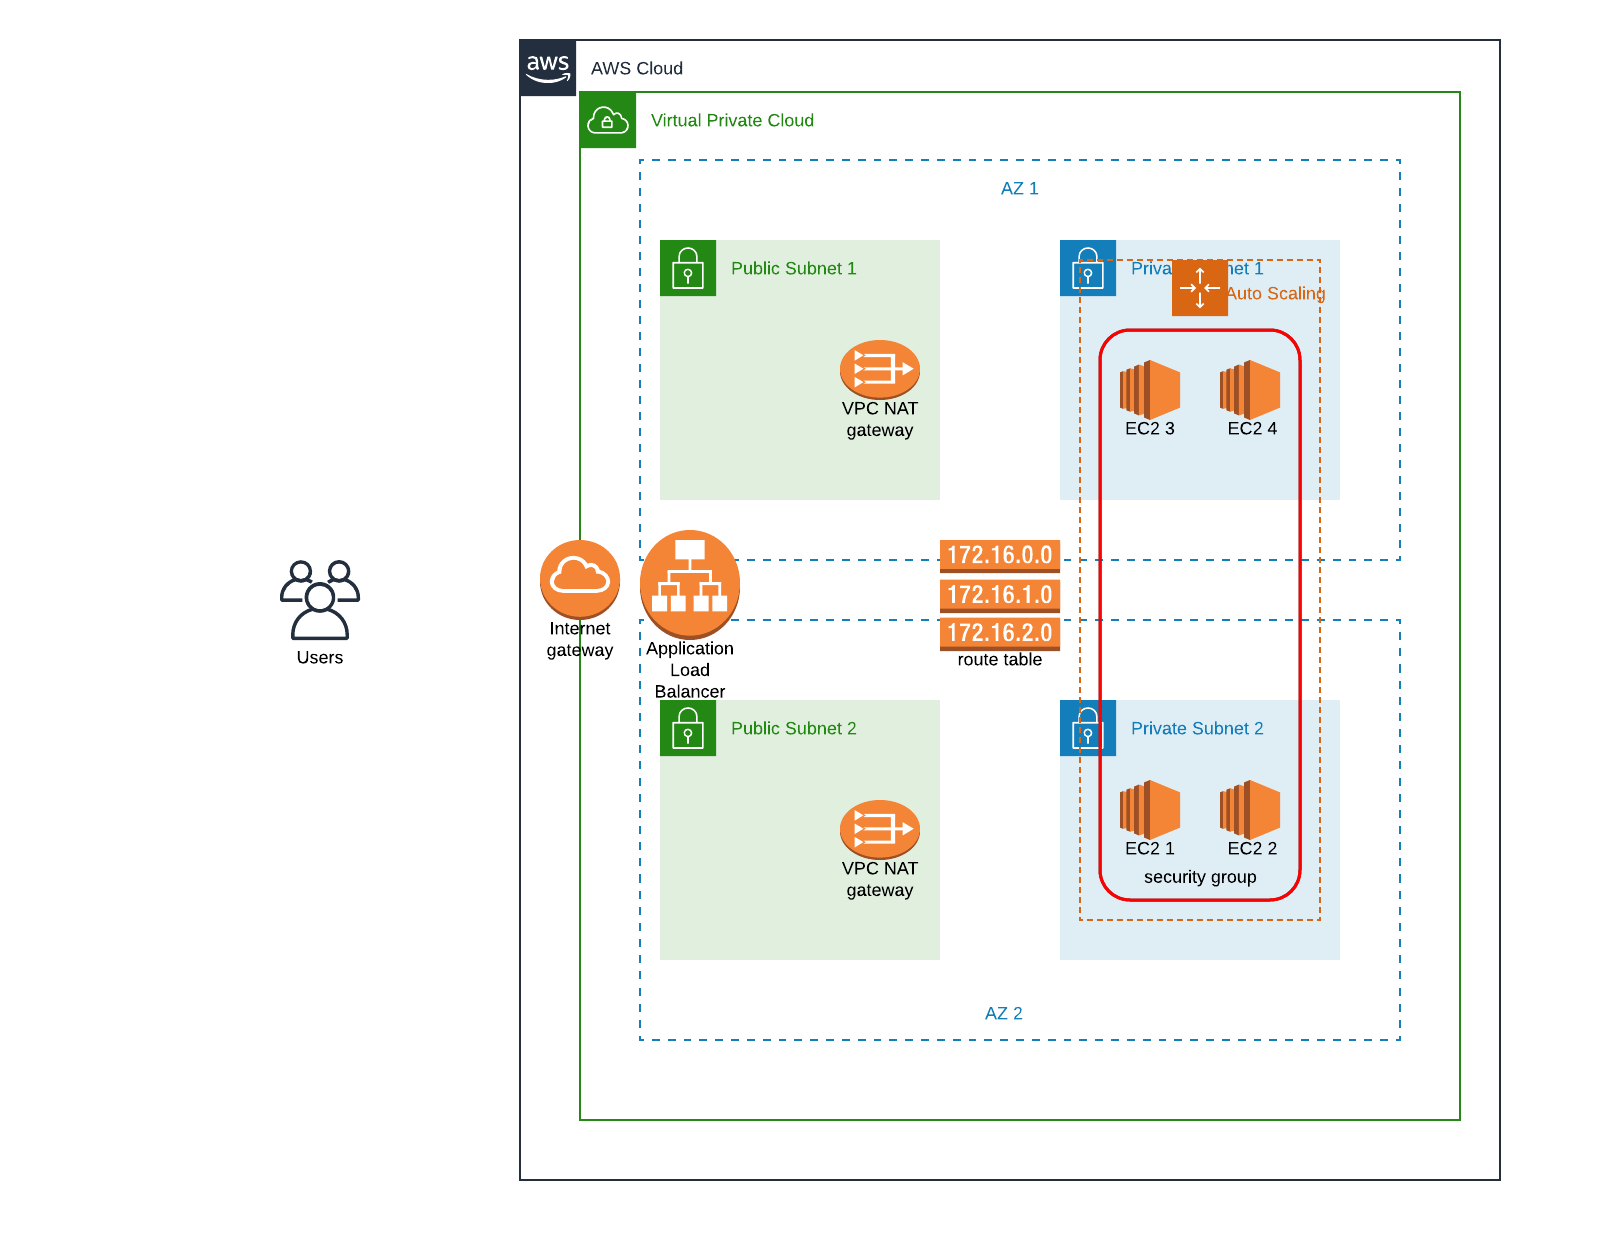 aws
AWS Cloud
Virtual Private Cloud
AZ 1
Public Subnet 1
VPC NAT
gateway
Private Subnet 1
Auto Scaling
EC2 3
EC2 4
Users
Internet
gateway
Application
Load
Balancer
172.16.0.0
172.16.1.0
172.16.2.0
route table
Public Subnet 2
VPC NAT
gateway
Private Subnet 2
EC2 1
EC2 2
security group
AZ 2